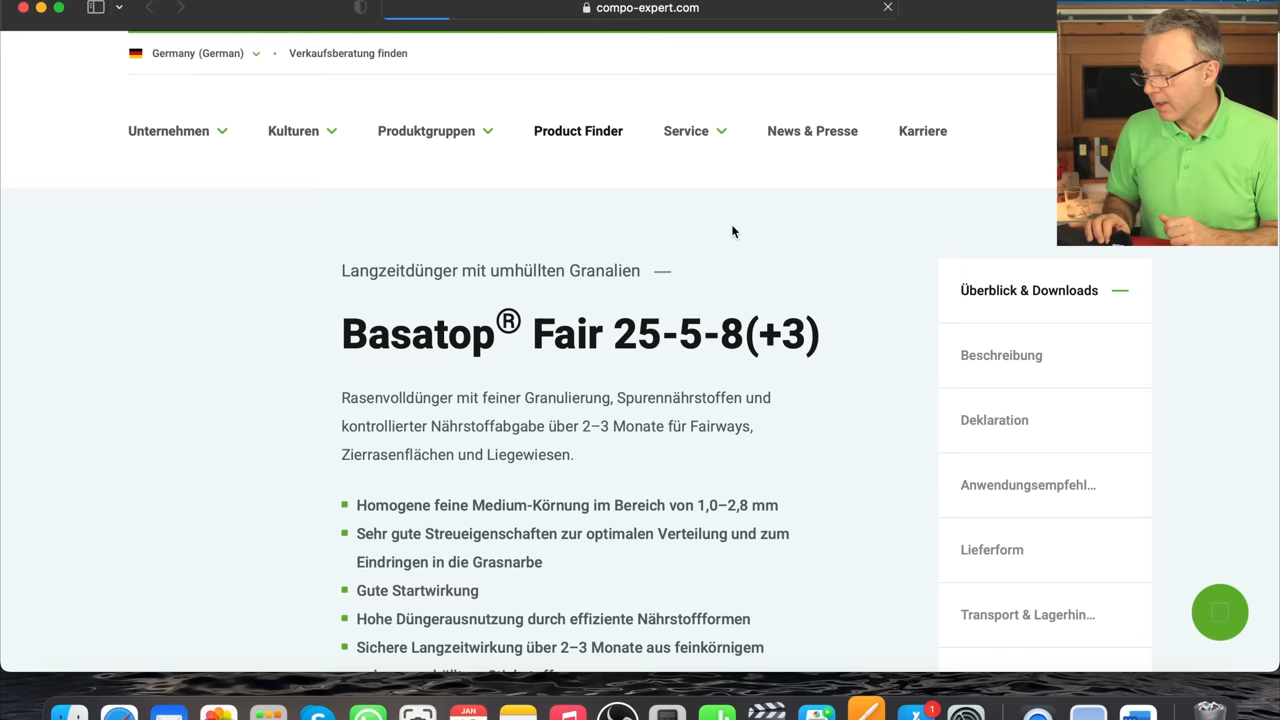 compo-expert.com
Germany (German)
Verkaufsberatung finden
Unternehmen
Kulturen
Produktgruppen
Product Finder
Service
News & Presse
Karriere
Langzeitdünger mit umhüllten Granalien
Basatop® Fair 25-5-8(+3)
Rasenvolldünger mit feiner Granulierung, Spurennährstoffen und
kontrollierter Nährstoffabgabe über 2–3 Monate für Fairways,
Zierrasenflächen und Liegewiesen.
Homogene feine Medium-Körnung im Bereich von 1,0–2,8 mm
Sehr gute Streueigenschaften zur optimalen Verteilung und zum
Eindringen in die Grasnarbe
Gute Startwirkung
Hohe Düngerausnutzung durch effiziente Nährstoffformen
Sichere Langzeitwirkung über 2–3 Monate aus feinkörnigem
Überblick & Downloads
Beschreibung
Deklaration
Anwendungsempfehl...
Lieferform
Transport & Lagerhin...
JAN
1